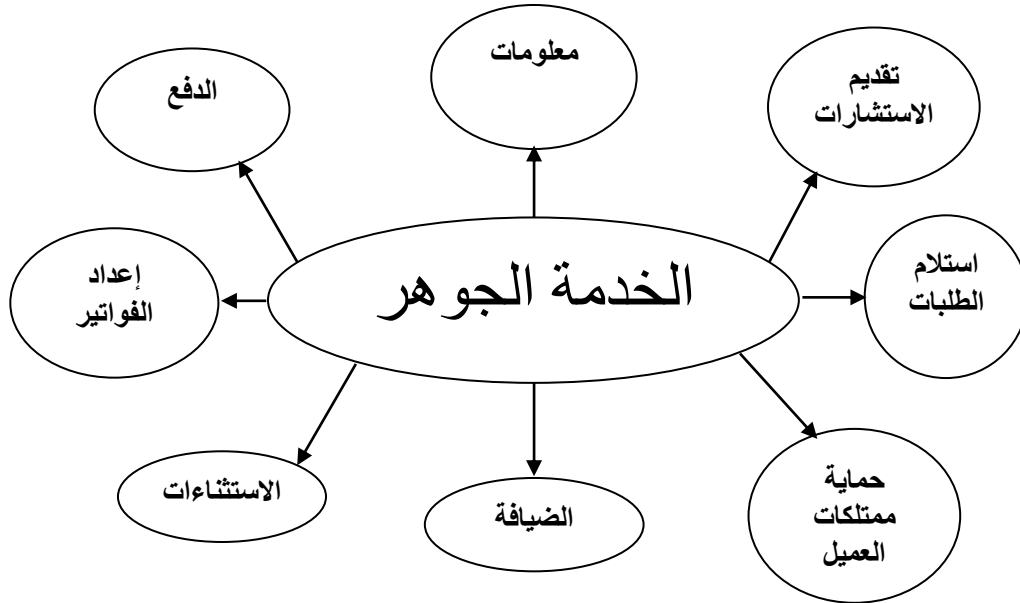 معلومات
تقديم
الاستشارات
الدفع
استلام
الطلبات
الخدمة الجوهر
إعداد
الفواتير
حماية
ممتلكات
العميل
الضيافة
الاستثناءات